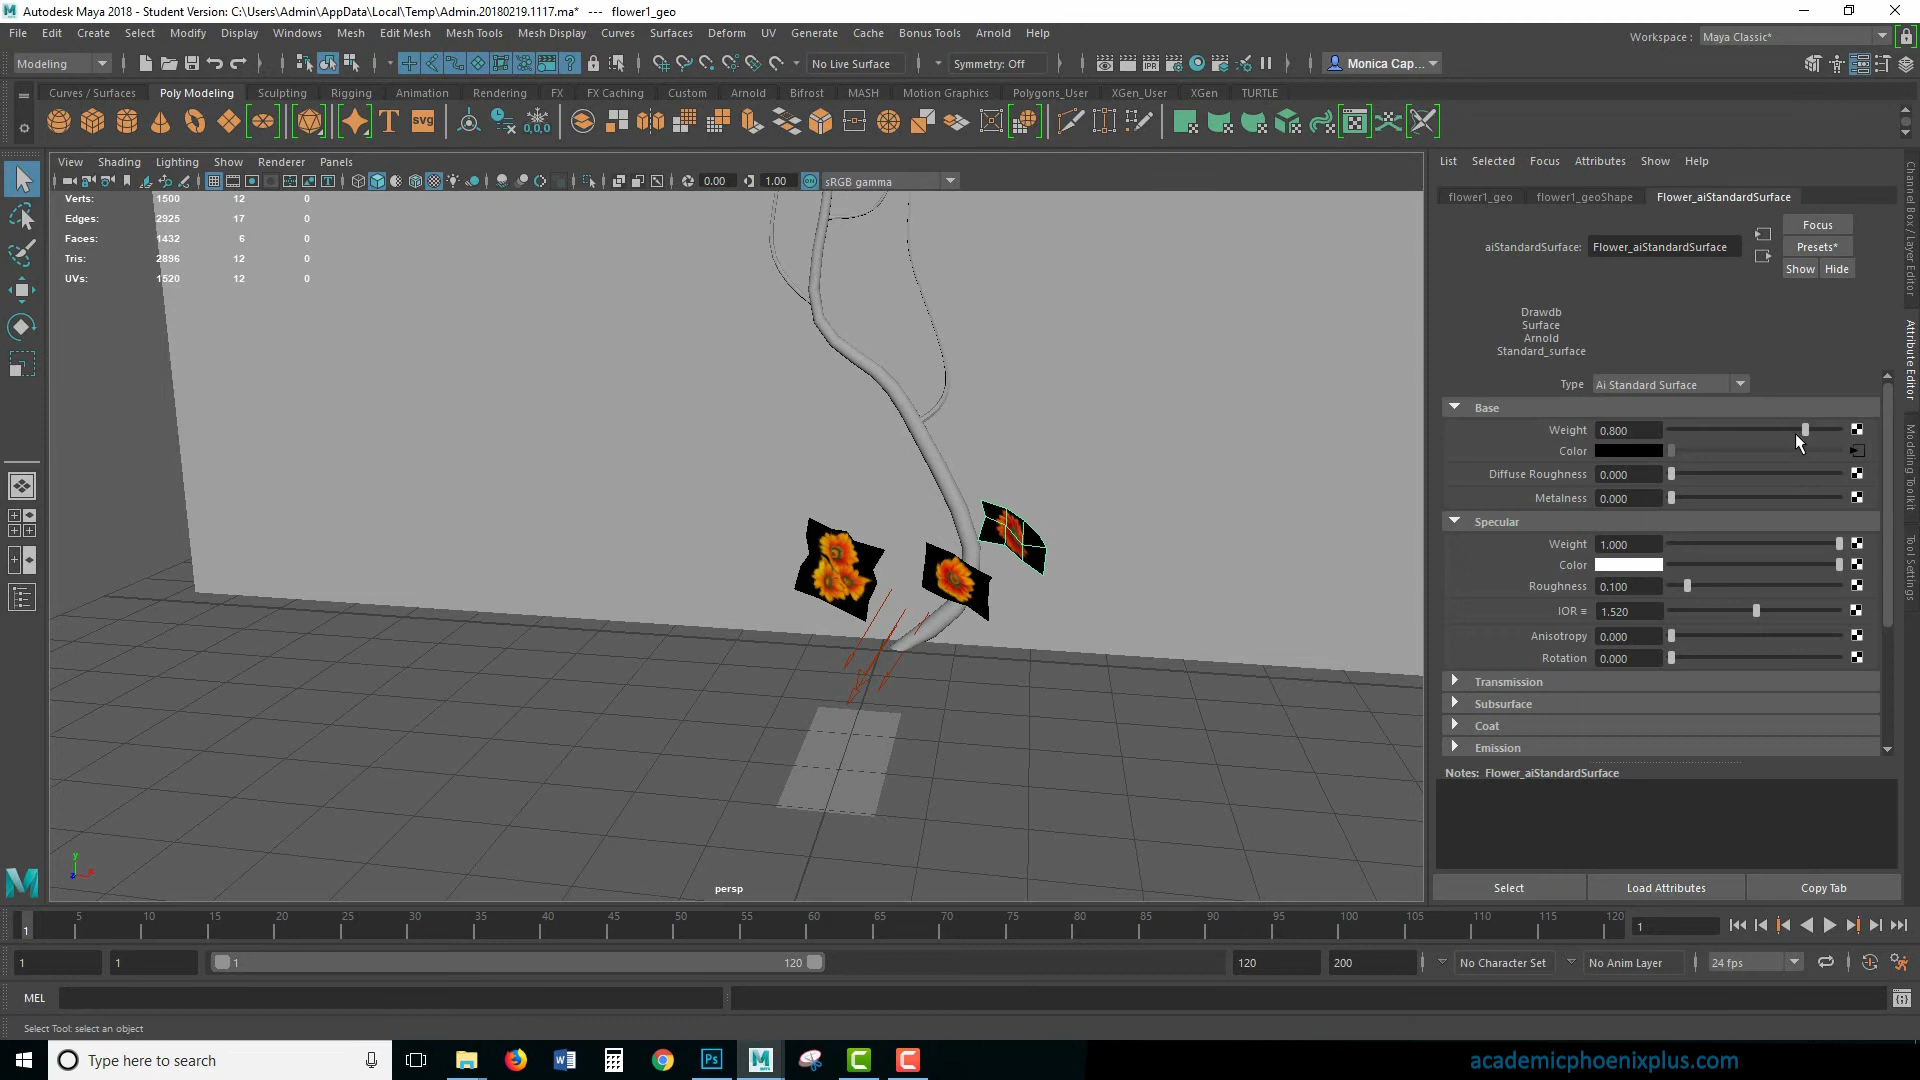 Autodesk Maya 2018 - Student Version: C:\Users\Admin\AppData\Local\Temp\Admin.20180219.1117.ma* --- flower1_geo
File Edit Create Select Modify Display Windows Mesh Edit Mesh Mesh Tools Mesh Display Curves Surfaces Deform UV Generate Cache Bonus Tools Arnold Help
Workspace : Maya Classic*
Modeling No Live Surface Symmetry: Off Monica Cap...
Curves / Surfaces Poly Modeling Sculpting Rigging Animation Rendering FX FX Caching Custom Arnold Bifrost MASH Motion Graphics Polygons_User XGen_User XGen TURTLE
T svg 0,0,0
View Shading Lighting Show Renderer Panels
0.00 1.00 ON sRGB gamma
Verts: 1500 12 0
Edges: 2925 17 0
Faces: 1432 6 0
Tris: 2896 12 0
UVs: 1520 12 0
persp
y
x
z
List Selected Focus Attributes Show Help
flower1_geo flower1_geoShape Flower_aiStandardSurface
Focus
aiStandardSurface: Flower_aiStandardSurface Presets*
Show Hide
Drawdb
Surface
Arnold
Standard_surface
Type Ai Standard Surface
Base
Weight 0.800
Color
Diffuse Roughness 0.000
Metalness 0.000
Specular
Weight 1.000
Color
Roughness 0.100
IOR = 1.520
Anisotropy 0.000
Rotation 0.000
Transmission
Subsurface
Coat
Emission
Notes: Flower_aiStandardSurface
Select Load Attributes Copy Tab
Channel Box / Layer Editor
Attribute Editor
Modeling Toolkit
Tool Settings
1 5 10 15 20 25 30 35 40 45 50 55 60 65 70 75 80 85 90 95 100 105 110 115 120 1
1 1 1 120 120 200 No Character Set No Anim Layer 24 fps
MEL
Select Tool: select an object
Type here to search
academicphoenixplus.com